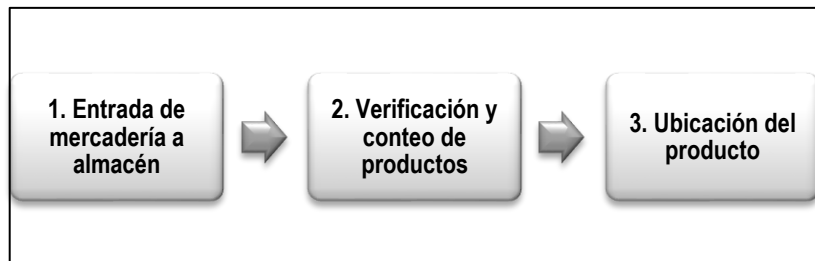 1. Entrada de
mercadería a
almacén
2. Verificación y
conteo de
productos
3. Ubicación del
producto